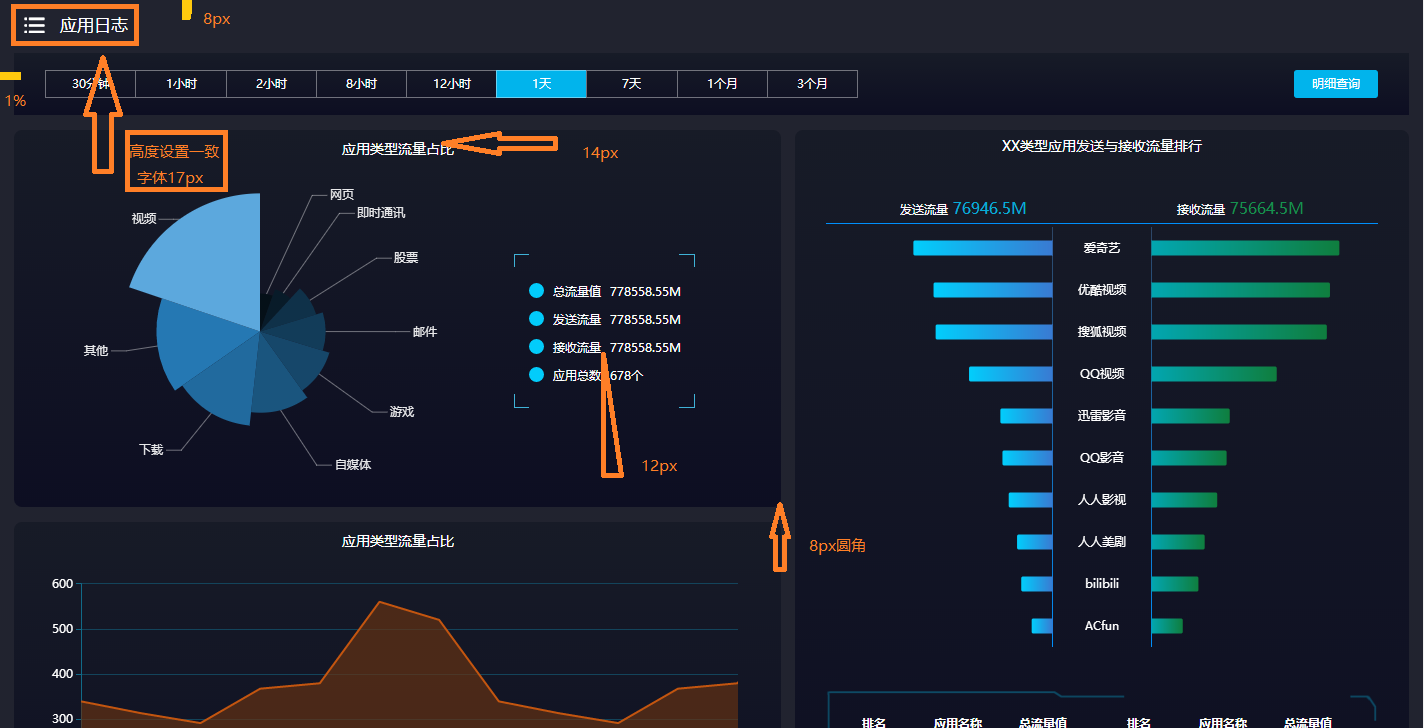 应用日志
8px
30分钟 1小时 2小时 8小时 12小时 1天 7天 1个月 3个月 明细查询
1%
高度设置一致
字体17px
应用类型流量占比
14px
网页
即时通讯
视频
股票
邮件
其他
游戏
下载
自媒体
总流量值 778558.55M
发送流量 778558.55M
接收流量 778558.55M
应用总数 678个
12px
8px圆角
XX类型应用发送与接收流量排行
发送流量 76946.5M 接收流量 75664.5M
爱奇艺
优酷视频
搜狐视频
QQ视频
迅雷影音
QQ影音
人人影视
人人美剧
bilibili
ACfun
应用类型流量占比
600
500
400
300
排名 应用名称 总流量值 排名 应用名称 总流量值